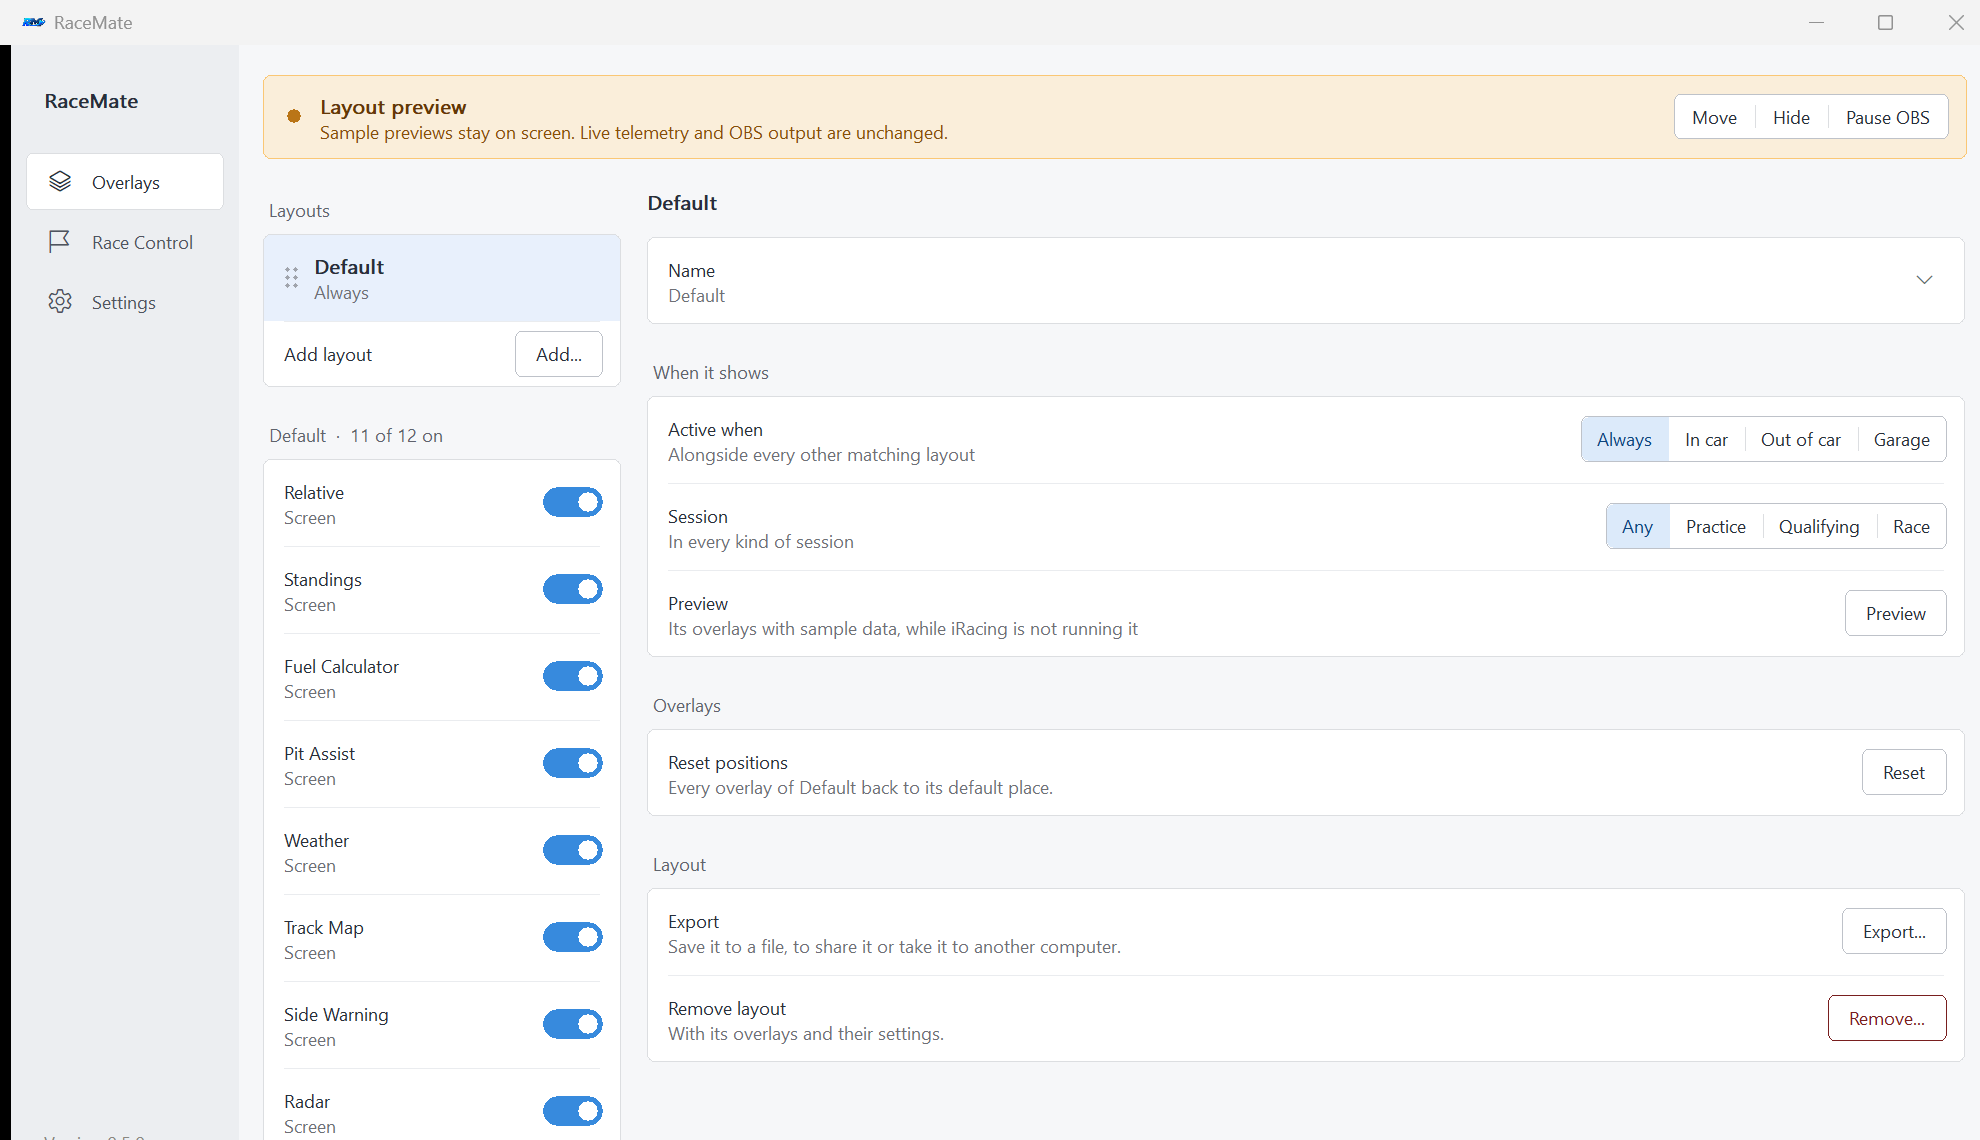 RaceMate
RaceMate
Overlays
Race Control
Settings
Layout preview
Sample previews stay on screen. Live telemetry and OBS output are unchanged.
Move
Hide
Pause OBS
Layouts
Default
Always
Add layout
Add...
Default · 11 of 12 on
Relative
Screen
Standings
Screen
Fuel Calculator
Screen
Pit Assist
Screen
Weather
Screen
Track Map
Screen
Side Warning
Screen
Radar
Screen
Default
Name
Default
When it shows
Active when
Alongside every other matching layout
Always
In car
Out of car
Garage
Session
In every kind of session
Any
Practice
Qualifying
Race
Preview
Its overlays with sample data, while iRacing is not running it
Preview
Overlays
Reset positions
Every overlay of Default back to its default place.
Reset
Layout
Export
Save it to a file, to share it or take it to another computer.
Export...
Remove layout
With its overlays and their settings.
Remove...